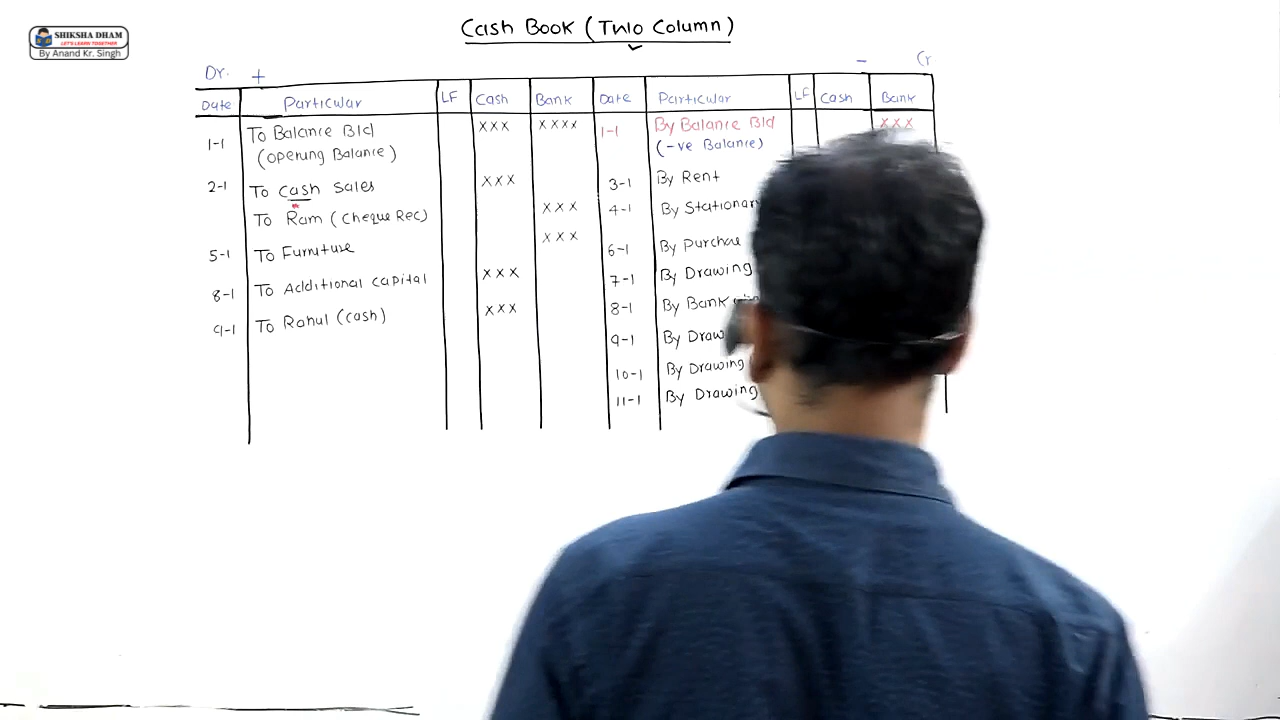 SHIKSHA DHAM
LET'S LEARN TOGETHER
By Anand Kr. Singh
Cash Book (Two Column)
Dr. + - Cr
Date Particular LF Cash Bank Date Particular LF Cash Bank
1-1 To Balance B/d xxx xxxx 1-1 By Balance B/d xxx
(opening Balance) (-ve Balance)
2-1 To cash sales xxx 3-1 By Rent
To Ram (Cheque Rec) xxx 4-1 By Stationary
5-1 To Furniture xxx 6-1 By Purchae
8-1 To Additional capital xxx 7-1 By Drawing
9-1 To Rahul (cash) xxx 8-1 By Bank
9-1 By Draw
10-1 By Drawing
11-1 By Drawing